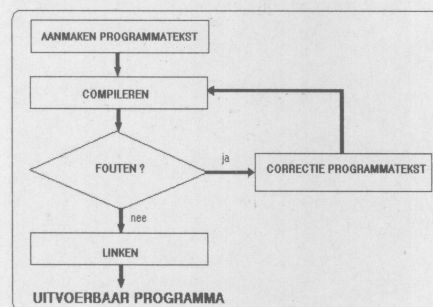 AANMAKEN PROGRAMMATEKST
COMPILEREN
FOUTEN ?
ja
CORRECTIE PROGRAMMATEKST
nee
LINKEN
UITVOERBAAR PROGRAMMA